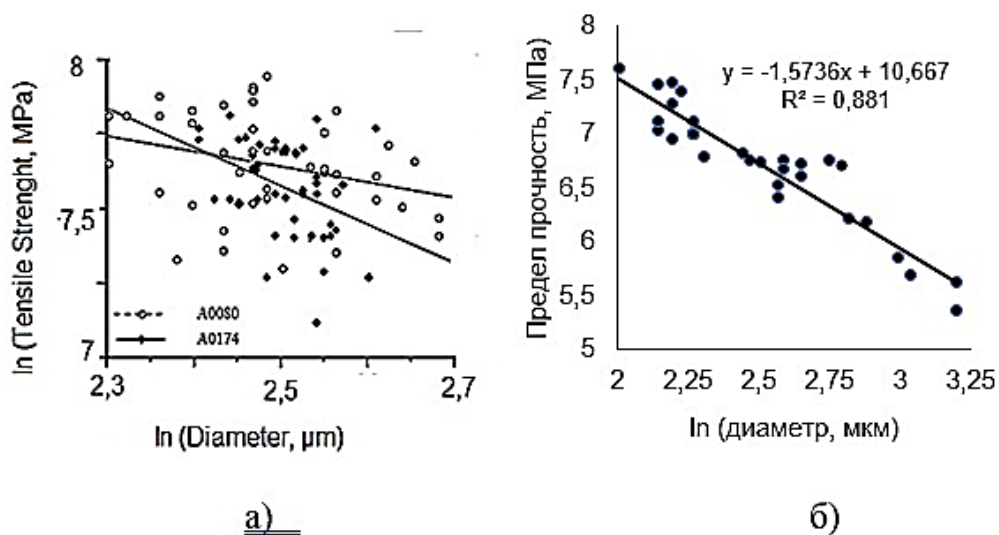 ln (Tensile Strenght, MPa)
8
7,5
7
2,3
2,5
2,7
A0080
A0174
ln (Diameter, µm)
а)
Предел прочность, МПа)
8
7,5
7
6,5
6
5,5
5
y = -1,5736x + 10,667
R² = 0,881
2
2,25
2,5
2,75
3
3,25
ln (диаметр, мкм)
б)